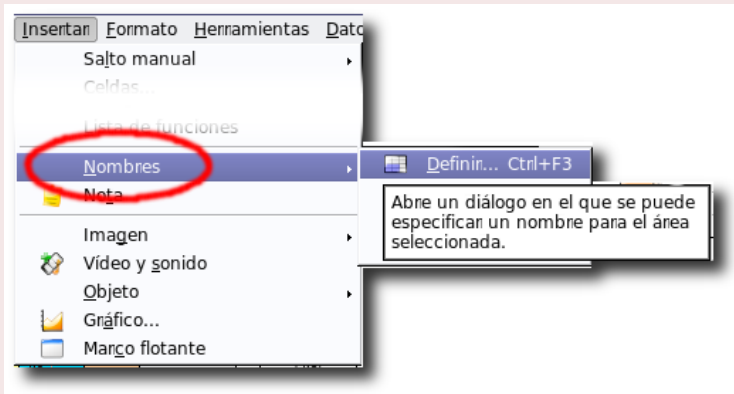 Insertar Formato Herramientas Dato
Salto manual
Celdas...
Lista de funciones
Nombres
Definir... Ctrl+F3
Nota
Abre un diálogo en el que se puede
especificar un nombre para el área
seleccionada.
Imagen
Vídeo y sonido
Objeto
Gráfico...
Marco flotante